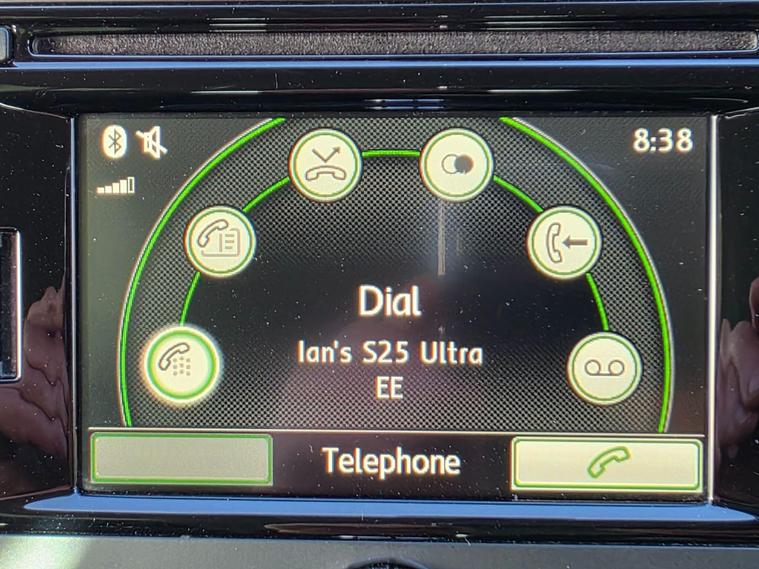 8:38
Dial
Ian's S25 Ultra
EE
Telephone